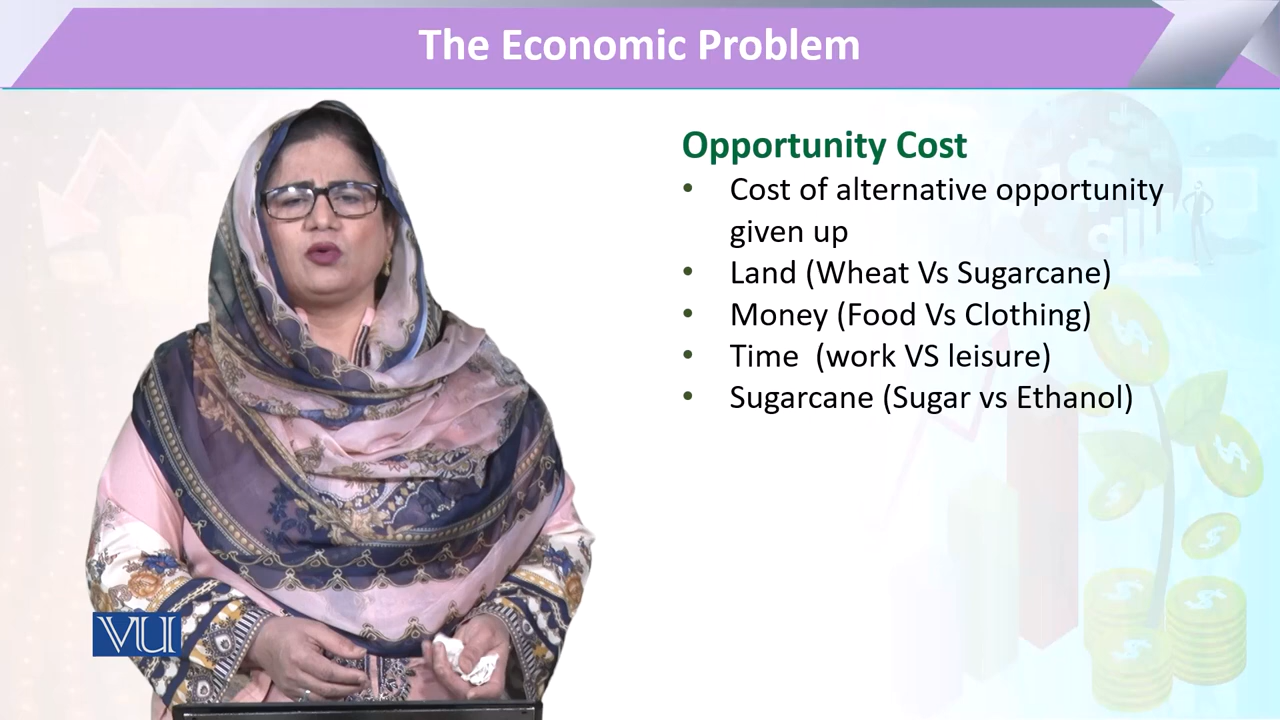 The Economic Problem
Opportunity Cost
• Cost of alternative opportunity
given up
• Land (Wheat Vs Sugarcane)
• Money (Food Vs Clothing)
• Time  (work VS leisure)
• Sugarcane (Sugar vs Ethanol)
VU